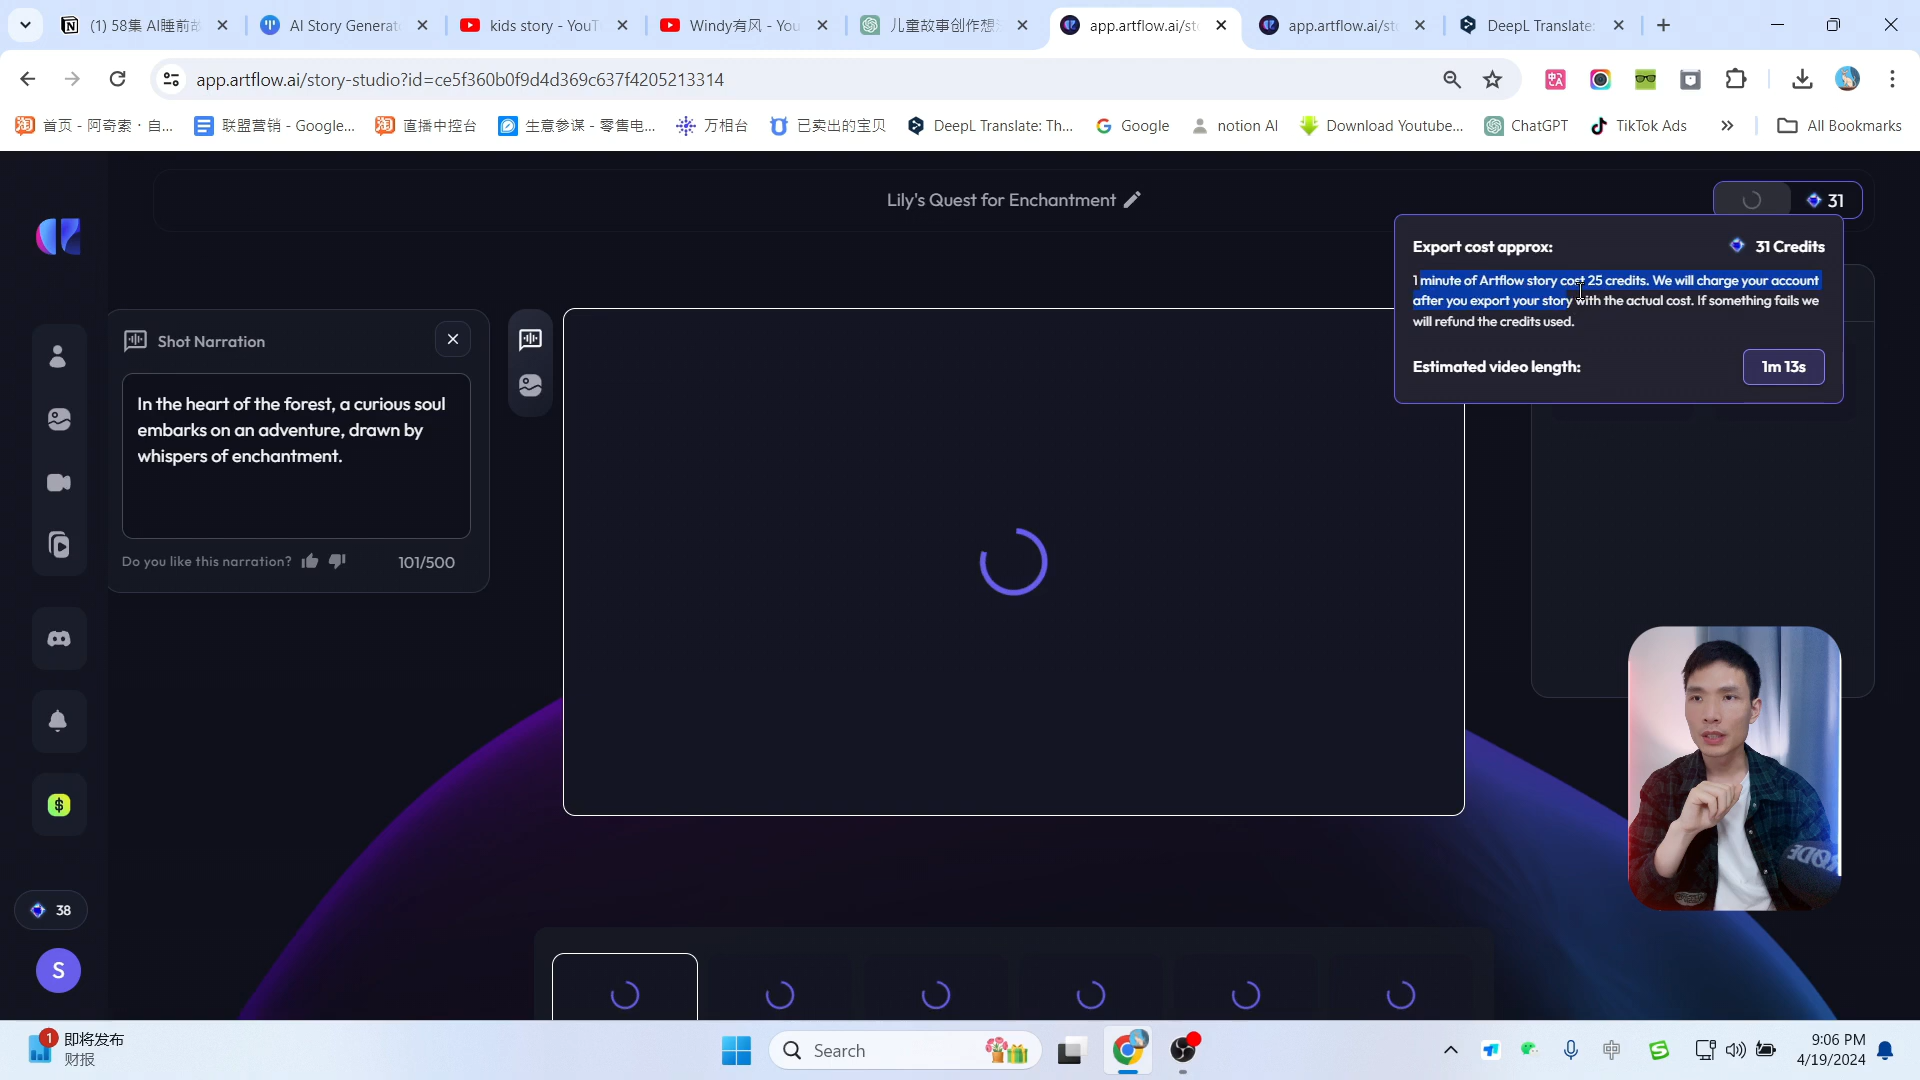 (1) 58集 AI睡前故
AI Story Generato
kids story - YouT
Windy有风 - You
儿童故事创作想
app.artflow.ai/sto
app.artflow.ai/sto
DeepL Translate:
app.artflow.ai/story-studio?id=ce5f360b0f9d4d369c637f4205213314
首页 - 阿奇索 · 自...
联盟营销 - Google...
直播中控台
生意参谋 - 零售电...
万相台
已卖出的宝贝
DeepL Translate: Th...
Google
notion AI
Download Youtube...
ChatGPT
TikTok Ads
All Bookmarks
Lily's Quest for Enchantment
31
Export cost approx:
31 Credits
1 minute of Artflow story cost 25 credits. We will charge your account
after you export your story with the actual cost. If something fails we
will refund the credits used.
Estimated video length:
1m 13s
Shot Narration
In the heart of the forest, a curious soul
embarks on an adventure, drawn by
whispers of enchantment.
Do you like this narration?
101/500
38
S
1
即将发布
财报
Search
中
9:06 PM
4/19/2024